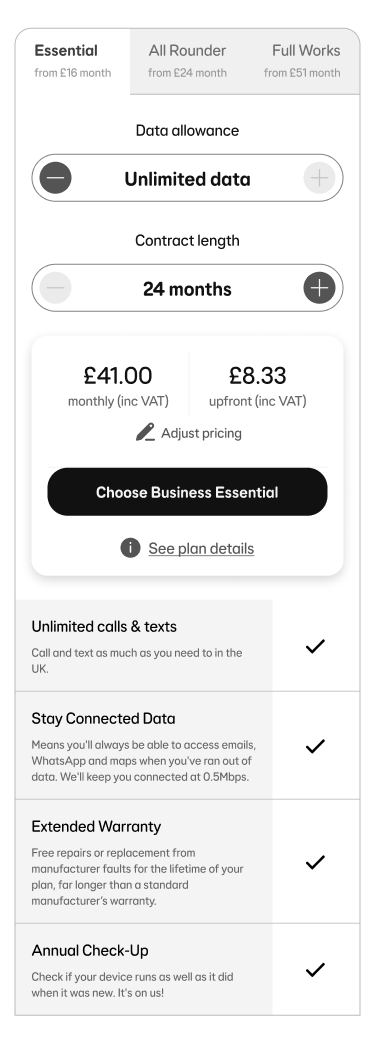 Essential
from £16 month
All Rounder
from £24 month
Full Works
from £51 month
Data allowance
Unlimited data
Contract length
24 months
£41.00
monthly (inc VAT)
£8.33
upfront (inc VAT)
Adjust pricing
Choose Business Essential
See plan details
Unlimited calls & texts
Call and text as much as you need to in the
UK.
Stay Connected Data
Means you'll always be able to access emails,
WhatsApp and maps when you've ran out of
data. We'll keep you connected at 0.5Mbps.
Extended Warranty
Free repairs or replacement from
manufacturer faults for the lifetime of your
plan, far longer than a standard
manufacturer's warranty.
Annual Check-Up
Check if your device runs as well as it did
when it was new. It's on us!